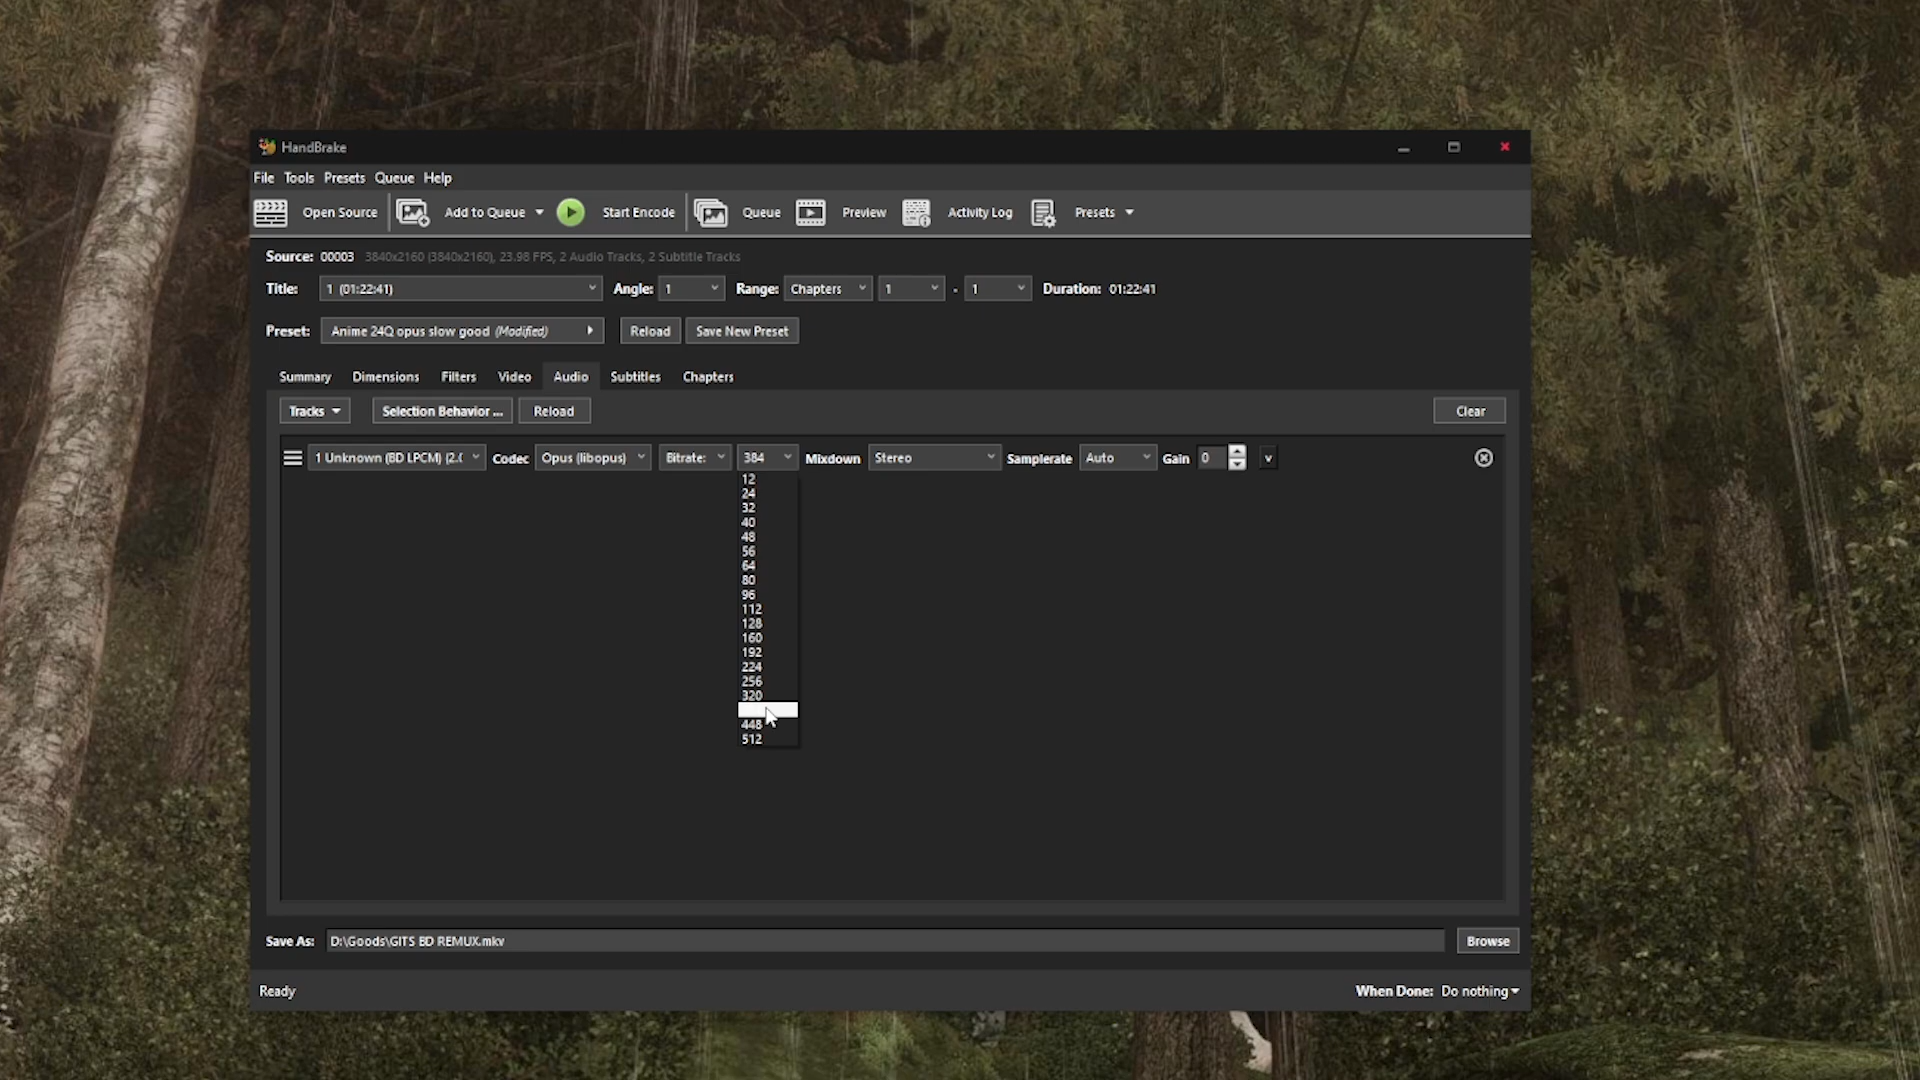 HandBrake
File Tools Presets Queue Help
Open Source Add to Queue Start Encode Queue Preview Activity Log Presets
Source: 00003 3840x2160 (3840x2160), 23.98 FPS, 2 Audio Tracks, 2 Subtitle Tracks
Title: 1 (01:22:41) Angle: 1 Range: Chapters 1 - 1 Duration: 01:22:41
Preset: Anime 24Q opus slow good (Modified) Reload Save New Preset
Summary Dimensions Filters Video Audio Subtitles Chapters
Tracks Selection Behavior ... Reload Clear
1 Unknown (BD LPCM) (2.( Codec Opus (libopus) Bitrate: 384 Mixdown Stereo Samplerate Auto Gain 0 v
12
24
32
40
48
56
64
80
96
112
128
160
192
224
256
320
448
512
Save As: D:\Goods\GITS BD REMUX.mkv Browse
Ready When Done: Do nothing